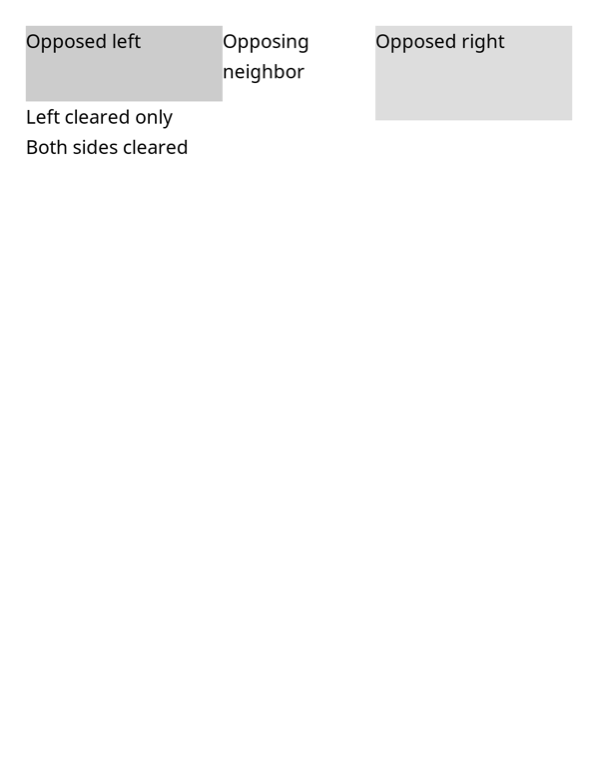 Opposed left
Opposing
neighbor
Opposed right
Left cleared only
Both sides cleared